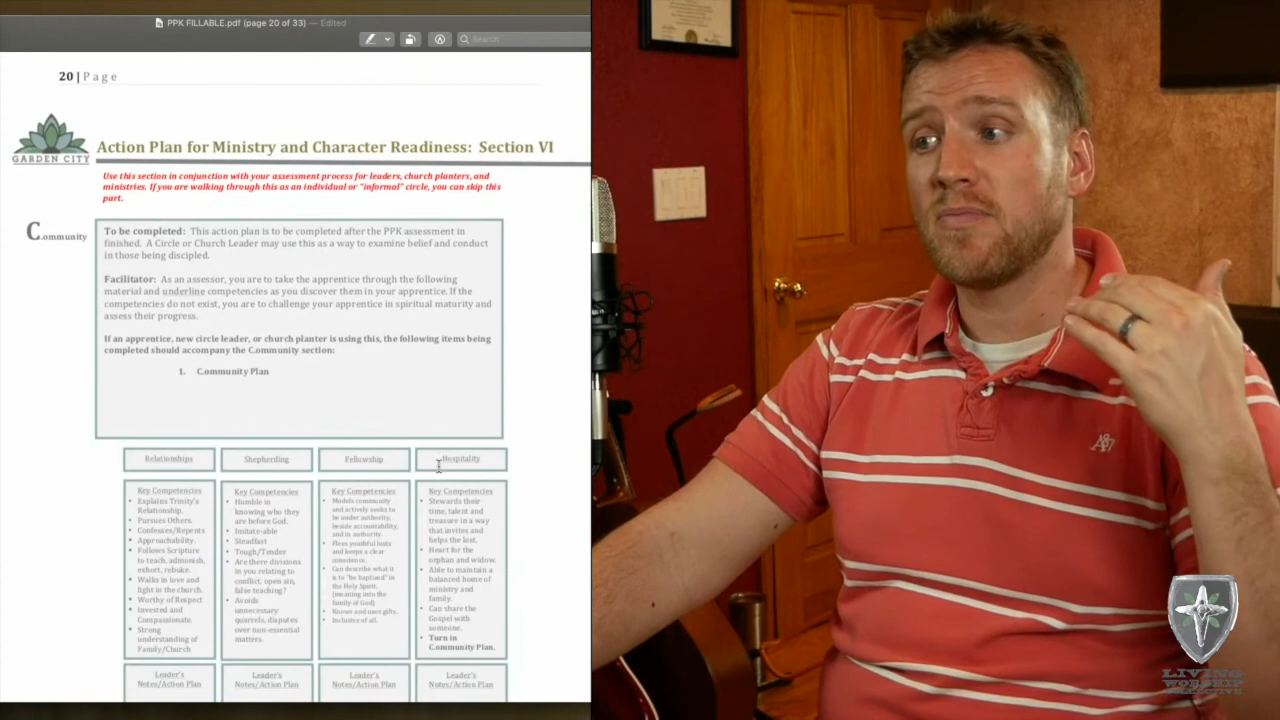 PPK FILLABLE.pdf (page 20 of 33) — Edited
Search
20 | Page
GARDEN CITY
Action Plan for Ministry and Character Readiness: Section VI
Use this section in conjunction with your assessment process for leaders, church planters, and
ministries. If you are walking through this as an individual or "informal" circle, you can skip this
part.
C.ommunity
To be completed: This action plan is to be completed after the PPK assessment in
finished. A Circle or Church Leader may use this as a way to examine belief and conduct
in those being discipled.
Facilitator: As an assessor, you are to take the apprentice through the following
material and underline competencies as you discover them in your apprentice. If the
competencies do not exist, you are to challenge your apprentice in spiritual maturity and
assess their progress.
If an apprentice, new circle leader, or church planter is using this, the following items being
completed should accompany the C.ommunity section:
1. C.ommunity Plan
Relationships
Key Competencies
• Explains Trinity's
Relationship.
• Pursues Others.
• Confesses/Repents
• Approachability.
• Follows Scripture
to teach, admonish,
exhort, rebuke.
• Walks in love and
light in the church.
• Worthy of Respect
• Invested and
Compassionate.
• Strong
understanding of
Family/Church
Leader's
Notes/Action Plan
Shepherding
Key Competencies
• Humble in
knowing who they
are before God.
• Imitate-able
• Steadfast
• Tough/Tender
• Are there divisions
in you relating to
conflict, open sin,
false teaching?
• Avoids
unnecessary
quarrels, disputes
over non-essential
matters.
Leader's
Notes/Action Plan
Fellowship
Key Competencies
• Models community
and actively seeks to
be under authority,
beside accountability,
and in authority.
• Flees youthful lusts
and keeps a clear
conscience.
• Can describe what it
is to "be baptised" in
the Holy Spirit.
(meaning into the
family of God)
• Knows and uses gifts.
• Inclusive of all.
Leader's
Notes/Action Plan
Hospitality
Key Competencies
• Stewards their
time, talent and
treasure in a way
that invites and
helps the lost.
• Heart for the
orphan and widow.
• Able to maintain a
balanced home of
ministry and
family.
• Can share the
Gospel with
someone.
• Turn in
Community Plan.
Leader's
Notes/Action Plan
A87
LIVING
WORSHIP
COLLECTIVE